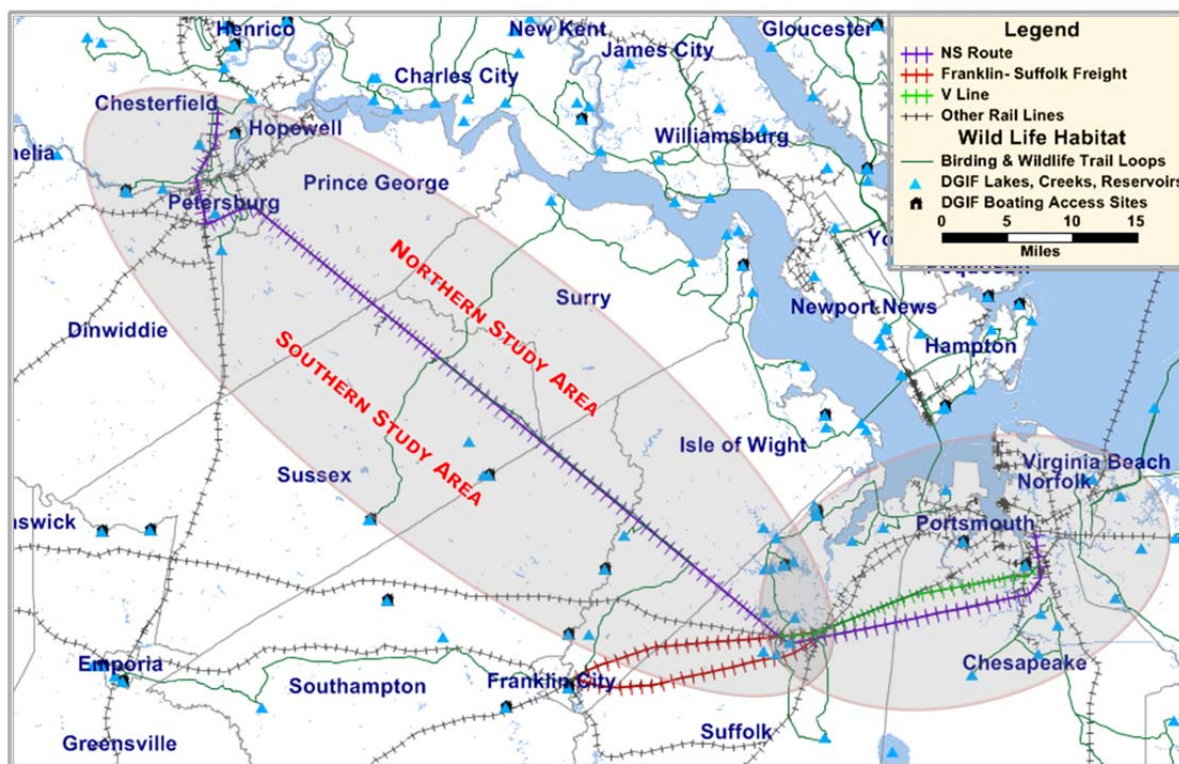 Henrico
New Kent
Gloucester
James City
Charles City
Chesterfield
Hopewell
Williamsburg
Prince George
Petersburg
NORTHERN STUDY AREA
Surry
Newport News
Dinwiddie
SOUTHERN STUDY AREA
Hampton
Isle of Wight
Sussex
Virginia Beach
Norfolk
Portsmouth
Emporia
Southampton
Franklin City
Chesapeake
Suffolk
Greensville
Legend
NS Route
Franklin- Suffolk Freight
V Line
Other Rail Lines
Wild Life Habitat
Birding & Wildlife Trail Loops
DGIF Lakes, Creeks, Reservoirs
DGIF Boating Access Sites
0 5 10 15
Miles